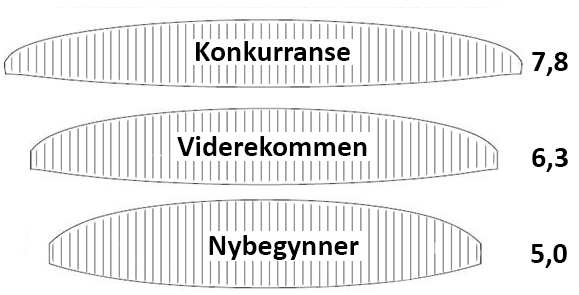 Konkurranse 7,8
Viderekommen 6,3
Nybegynner 5,0